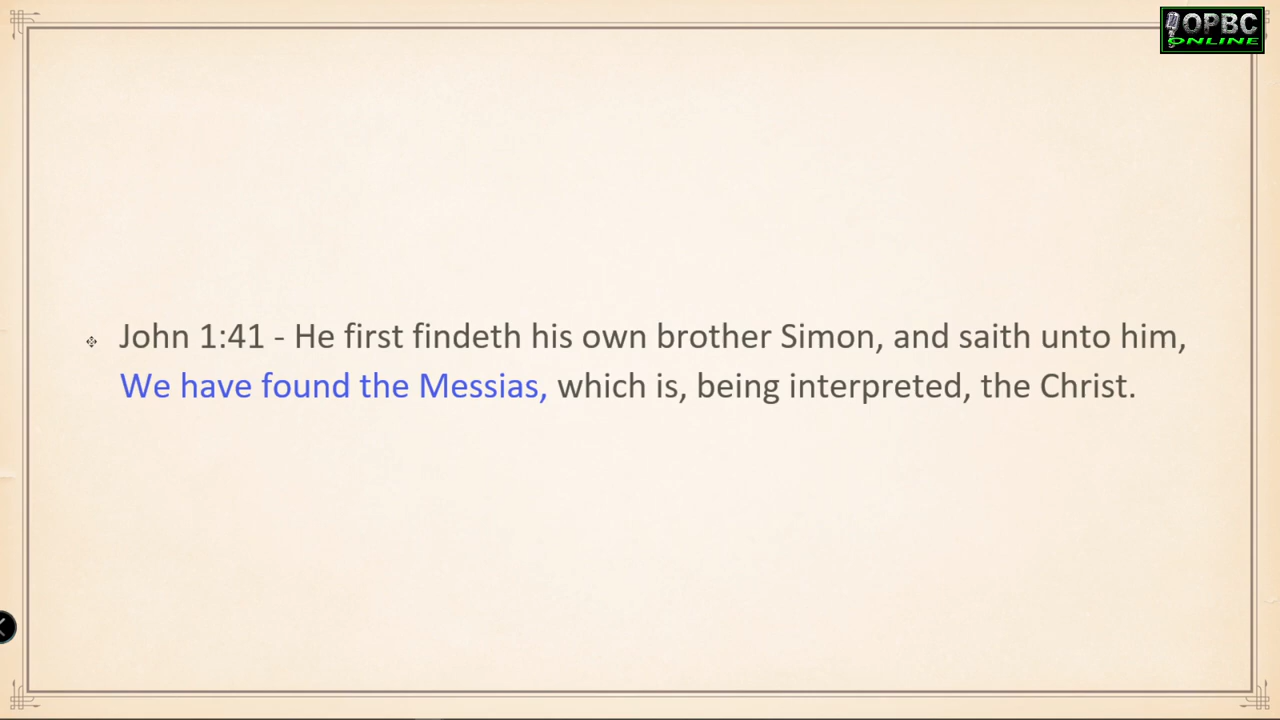 OPBC
ONLINE
John 1:41 - He first findeth his own brother Simon, and saith unto him,
We have found the Messias, which is, being interpreted, the Christ.